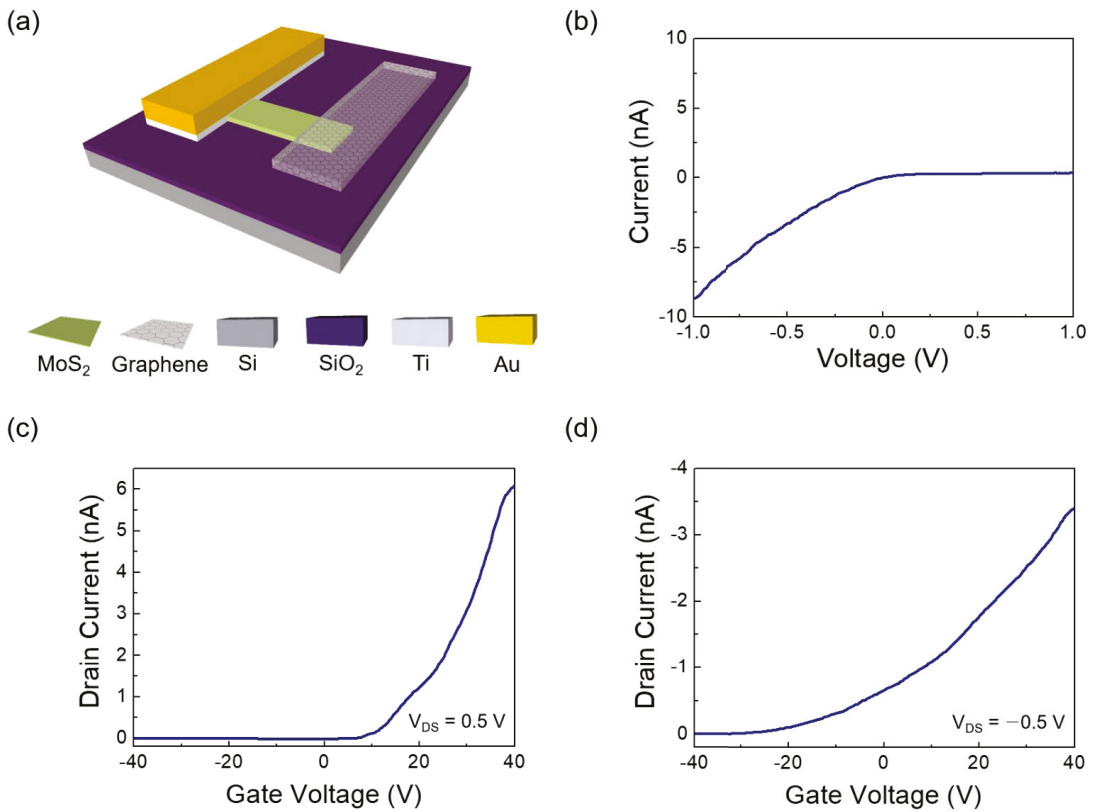 (a)
MoS₂ Graphene Si SiO₂ Ti Au
(b)
10
5
0
-5
-10
Current (nA)
-1.0 -0.5 0.0 0.5 1.0
Voltage (V)
(c)
6
5
4
3
2
1
0
Drain Current (nA)
V_DS = 0.5 V
-40 -20 0 20 40
Gate Voltage (V)
(d)
-4
-3
-2
-1
0
Drain Current (nA)
V_DS = −0.5 V
-40 -20 0 20 40
Gate Voltage (V)